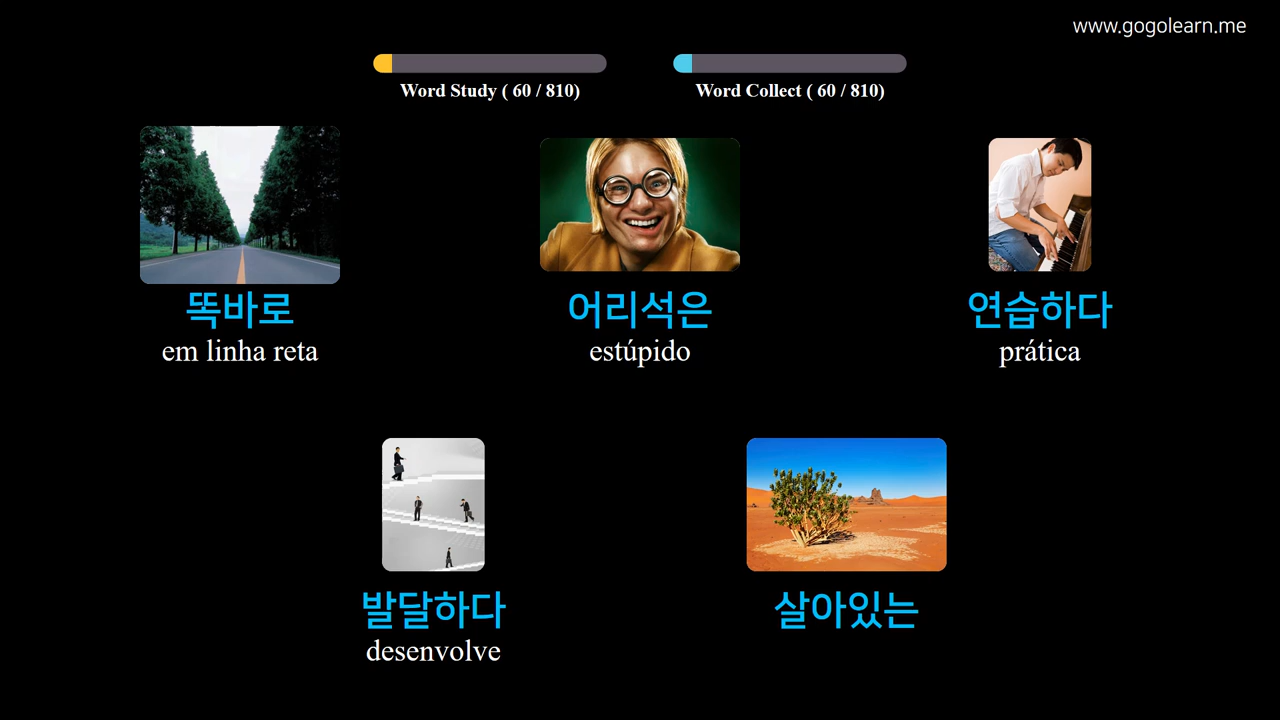 www.gogolearn.me
Word Study ( 60 / 810)
Word Collect ( 60 / 810)
똑바로
em linha reta
어리석은
estúpido
연습하다
prática
발달하다
desenvolve
살아있는